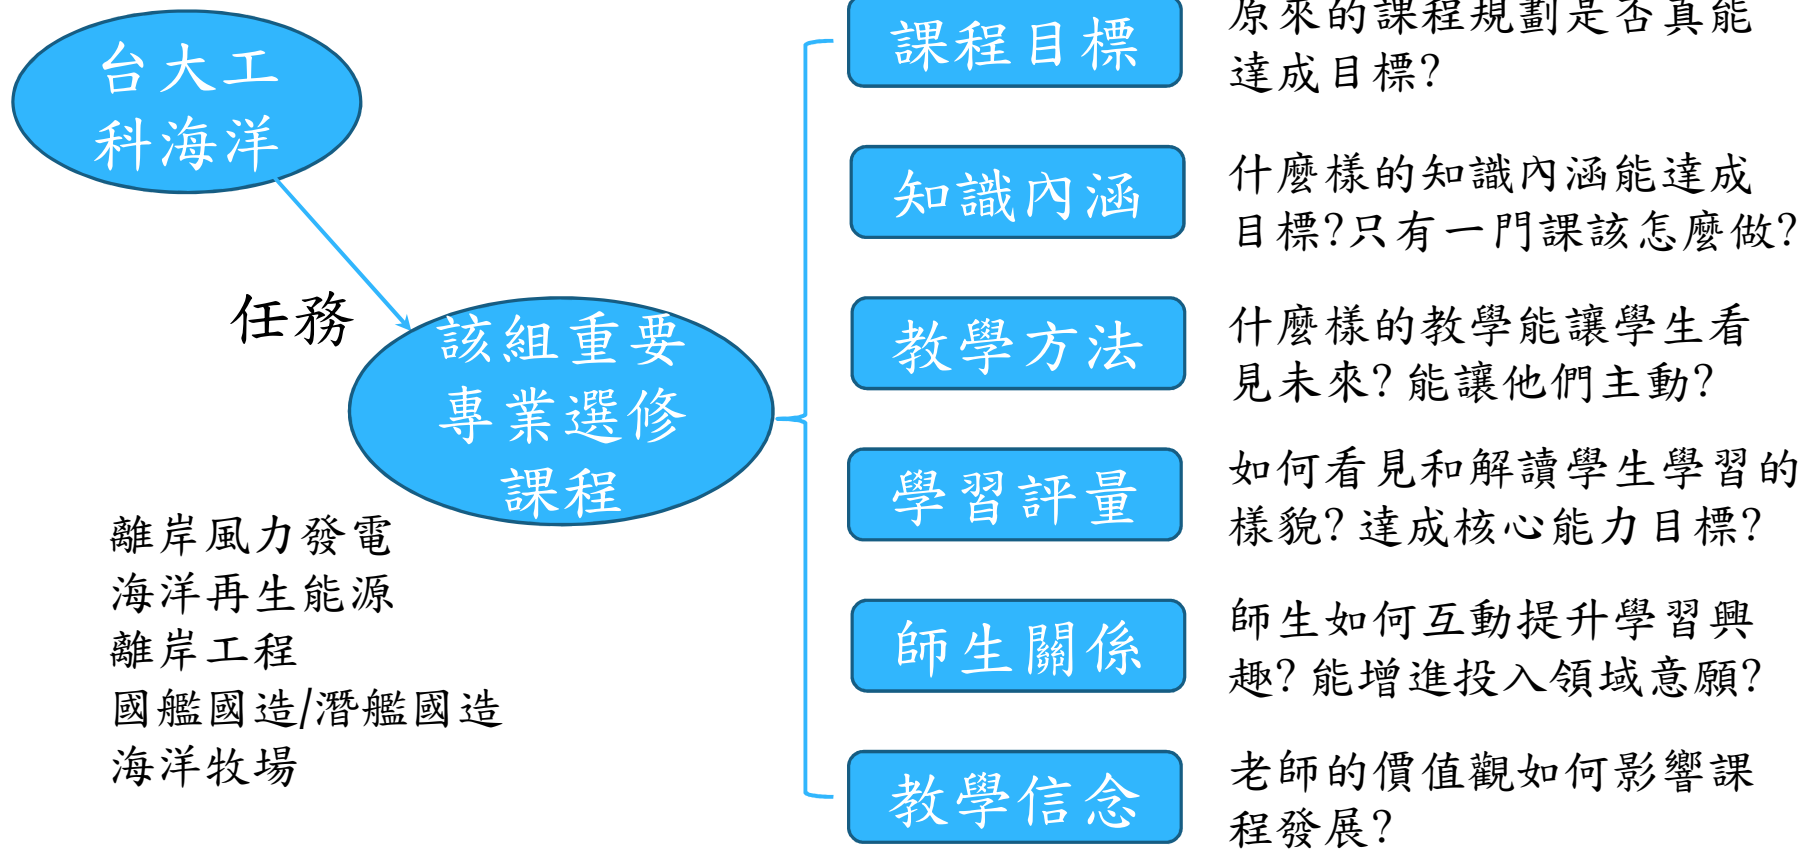 台大工
科海洋
任務
該組重要
專業選修
課程
離岸風力發電
海洋再生能源
離岸工程
國艦國造/潛艦國造
海洋牧場
課程目標
原來的課程規劃是否真能
達成目標?
知識內涵
什麼樣的知識內涵能達成
目標?只有一門課該怎麼做?
教學方法
什麼樣的教學能讓學生看
見未來? 能讓他們主動?
學習評量
如何看見和解讀學生學習的
樣貌? 達成核心能力目標?
師生關係
師生如何互動提升學習興
趣? 能增進投入領域意願?
教學信念
老師的價值觀如何影響課
程發展?